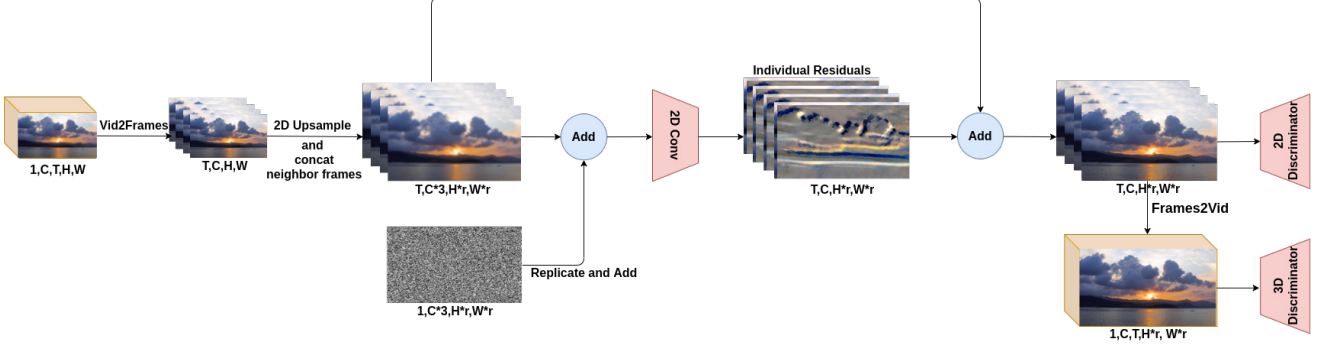 Vid2Frames
1,C,T,H,W
T,C,H,W
2D Upsample
and
concat
neighbor frames
T,C*3,H*r,W*r
Add
Replicate and Add
1,C*3,H*r,W*r
2D Conv
Individual Residuals
T,C,H*r,W*r
Add
T,C,H*r,W*r
2D
Discriminator
Frames2Vid
3D
Discriminator
1,C,T,H*r, W*r